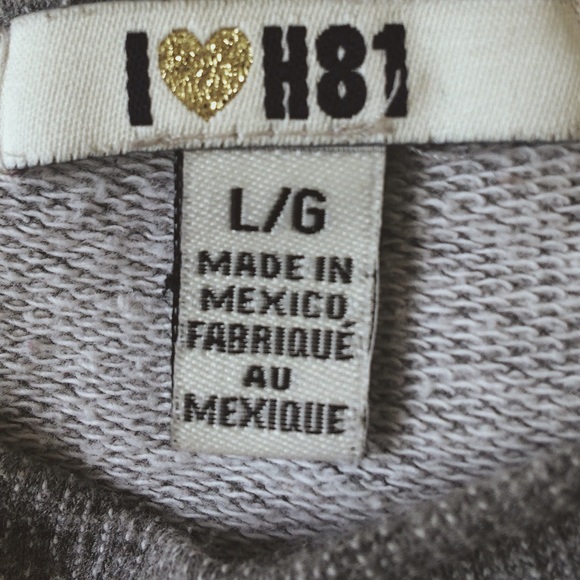 I ♥ H81
L/G
MADE IN
MEXICO
FABRIQUÉ
AU
MEXIQUE